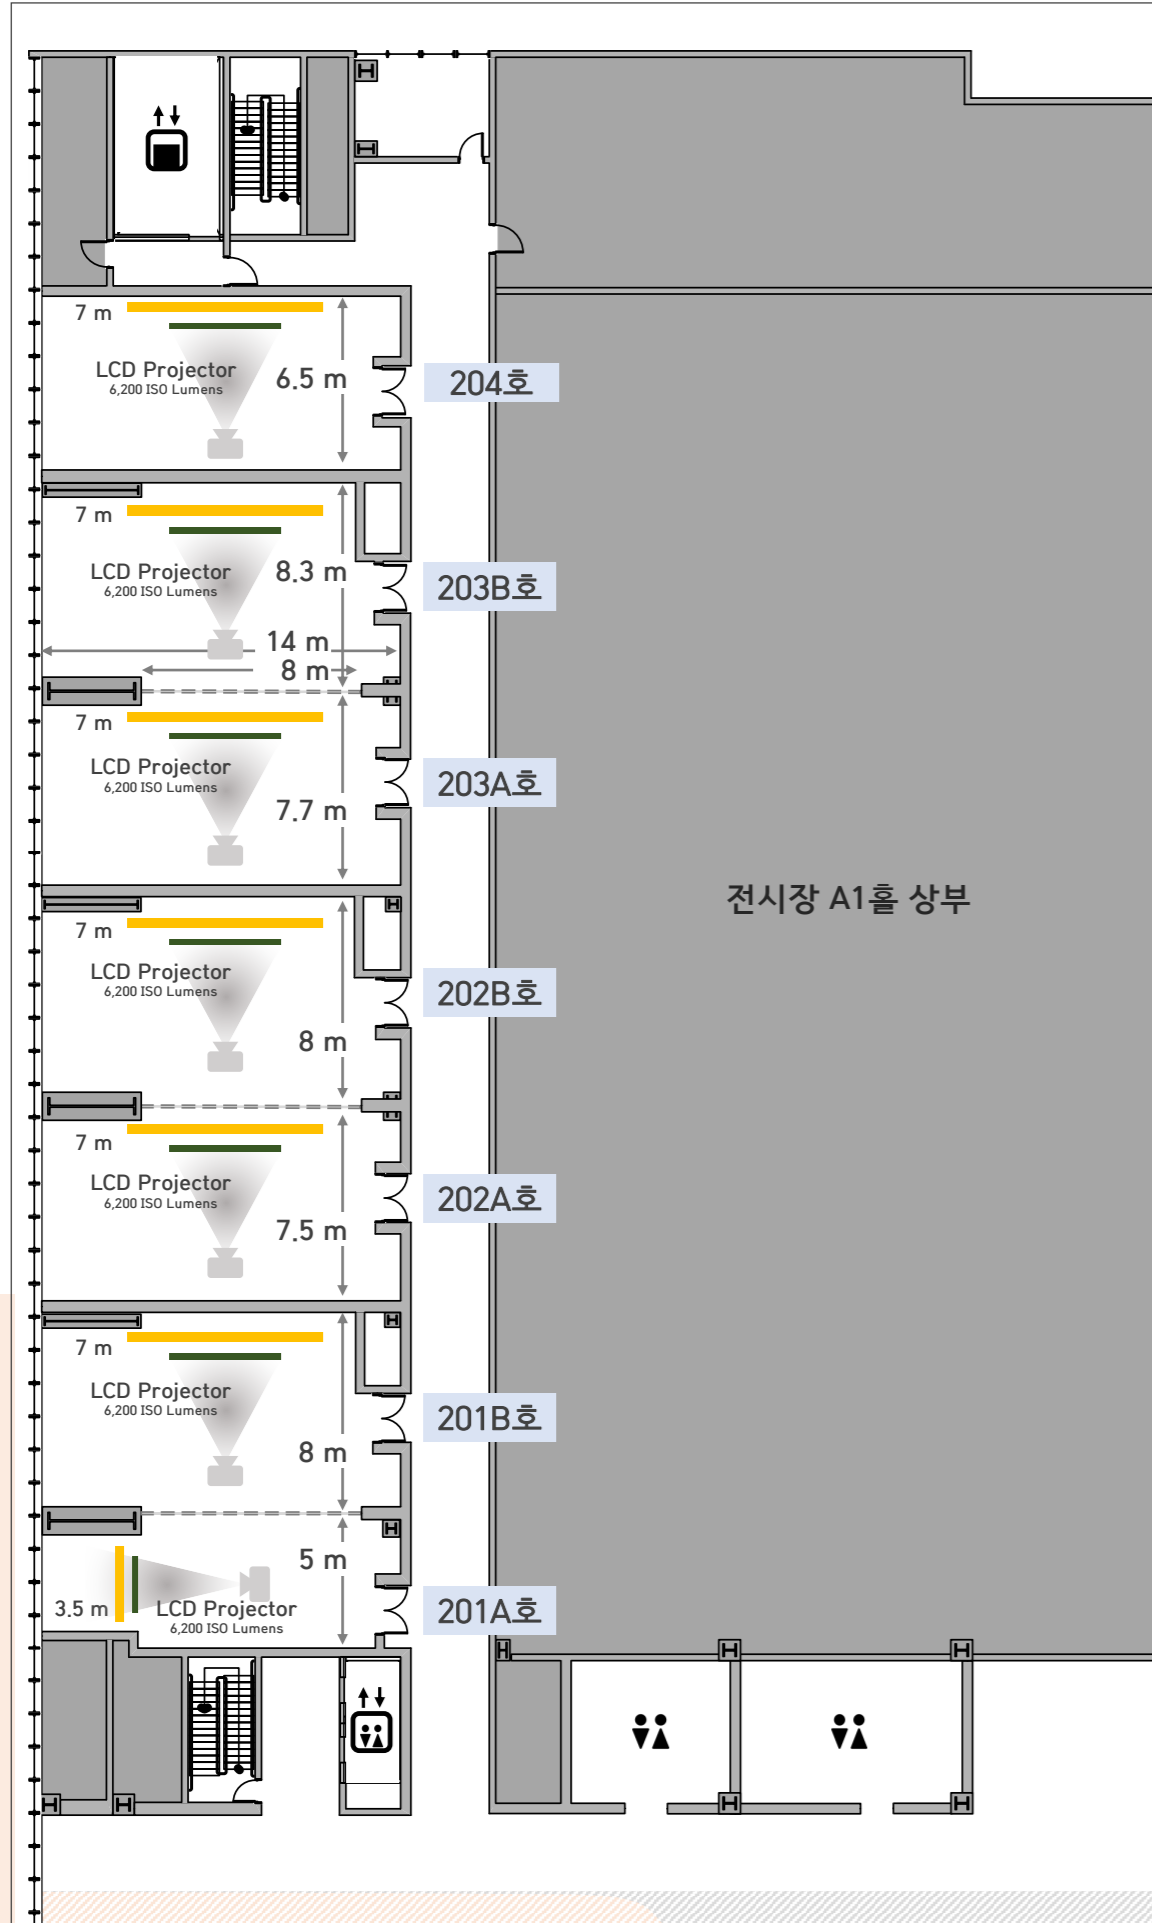 7 m
LCD Projector
6,200 ISO Lumens
6.5 m
204호
7 m
LCD Projector
6,200 ISO Lumens
8.3 m
203B호
14 m
8 m
7 m
LCD Projector
6,200 ISO Lumens
7.7 m
203A호
전시장 A1홀 상부
7 m
LCD Projector
6,200 ISO Lumens
8 m
202B호
7 m
LCD Projector
6,200 ISO Lumens
7.5 m
202A호
7 m
LCD Projector
6,200 ISO Lumens
8 m
201B호
5 m
3.5 m
LCD Projector
6,200 ISO Lumens
201A호